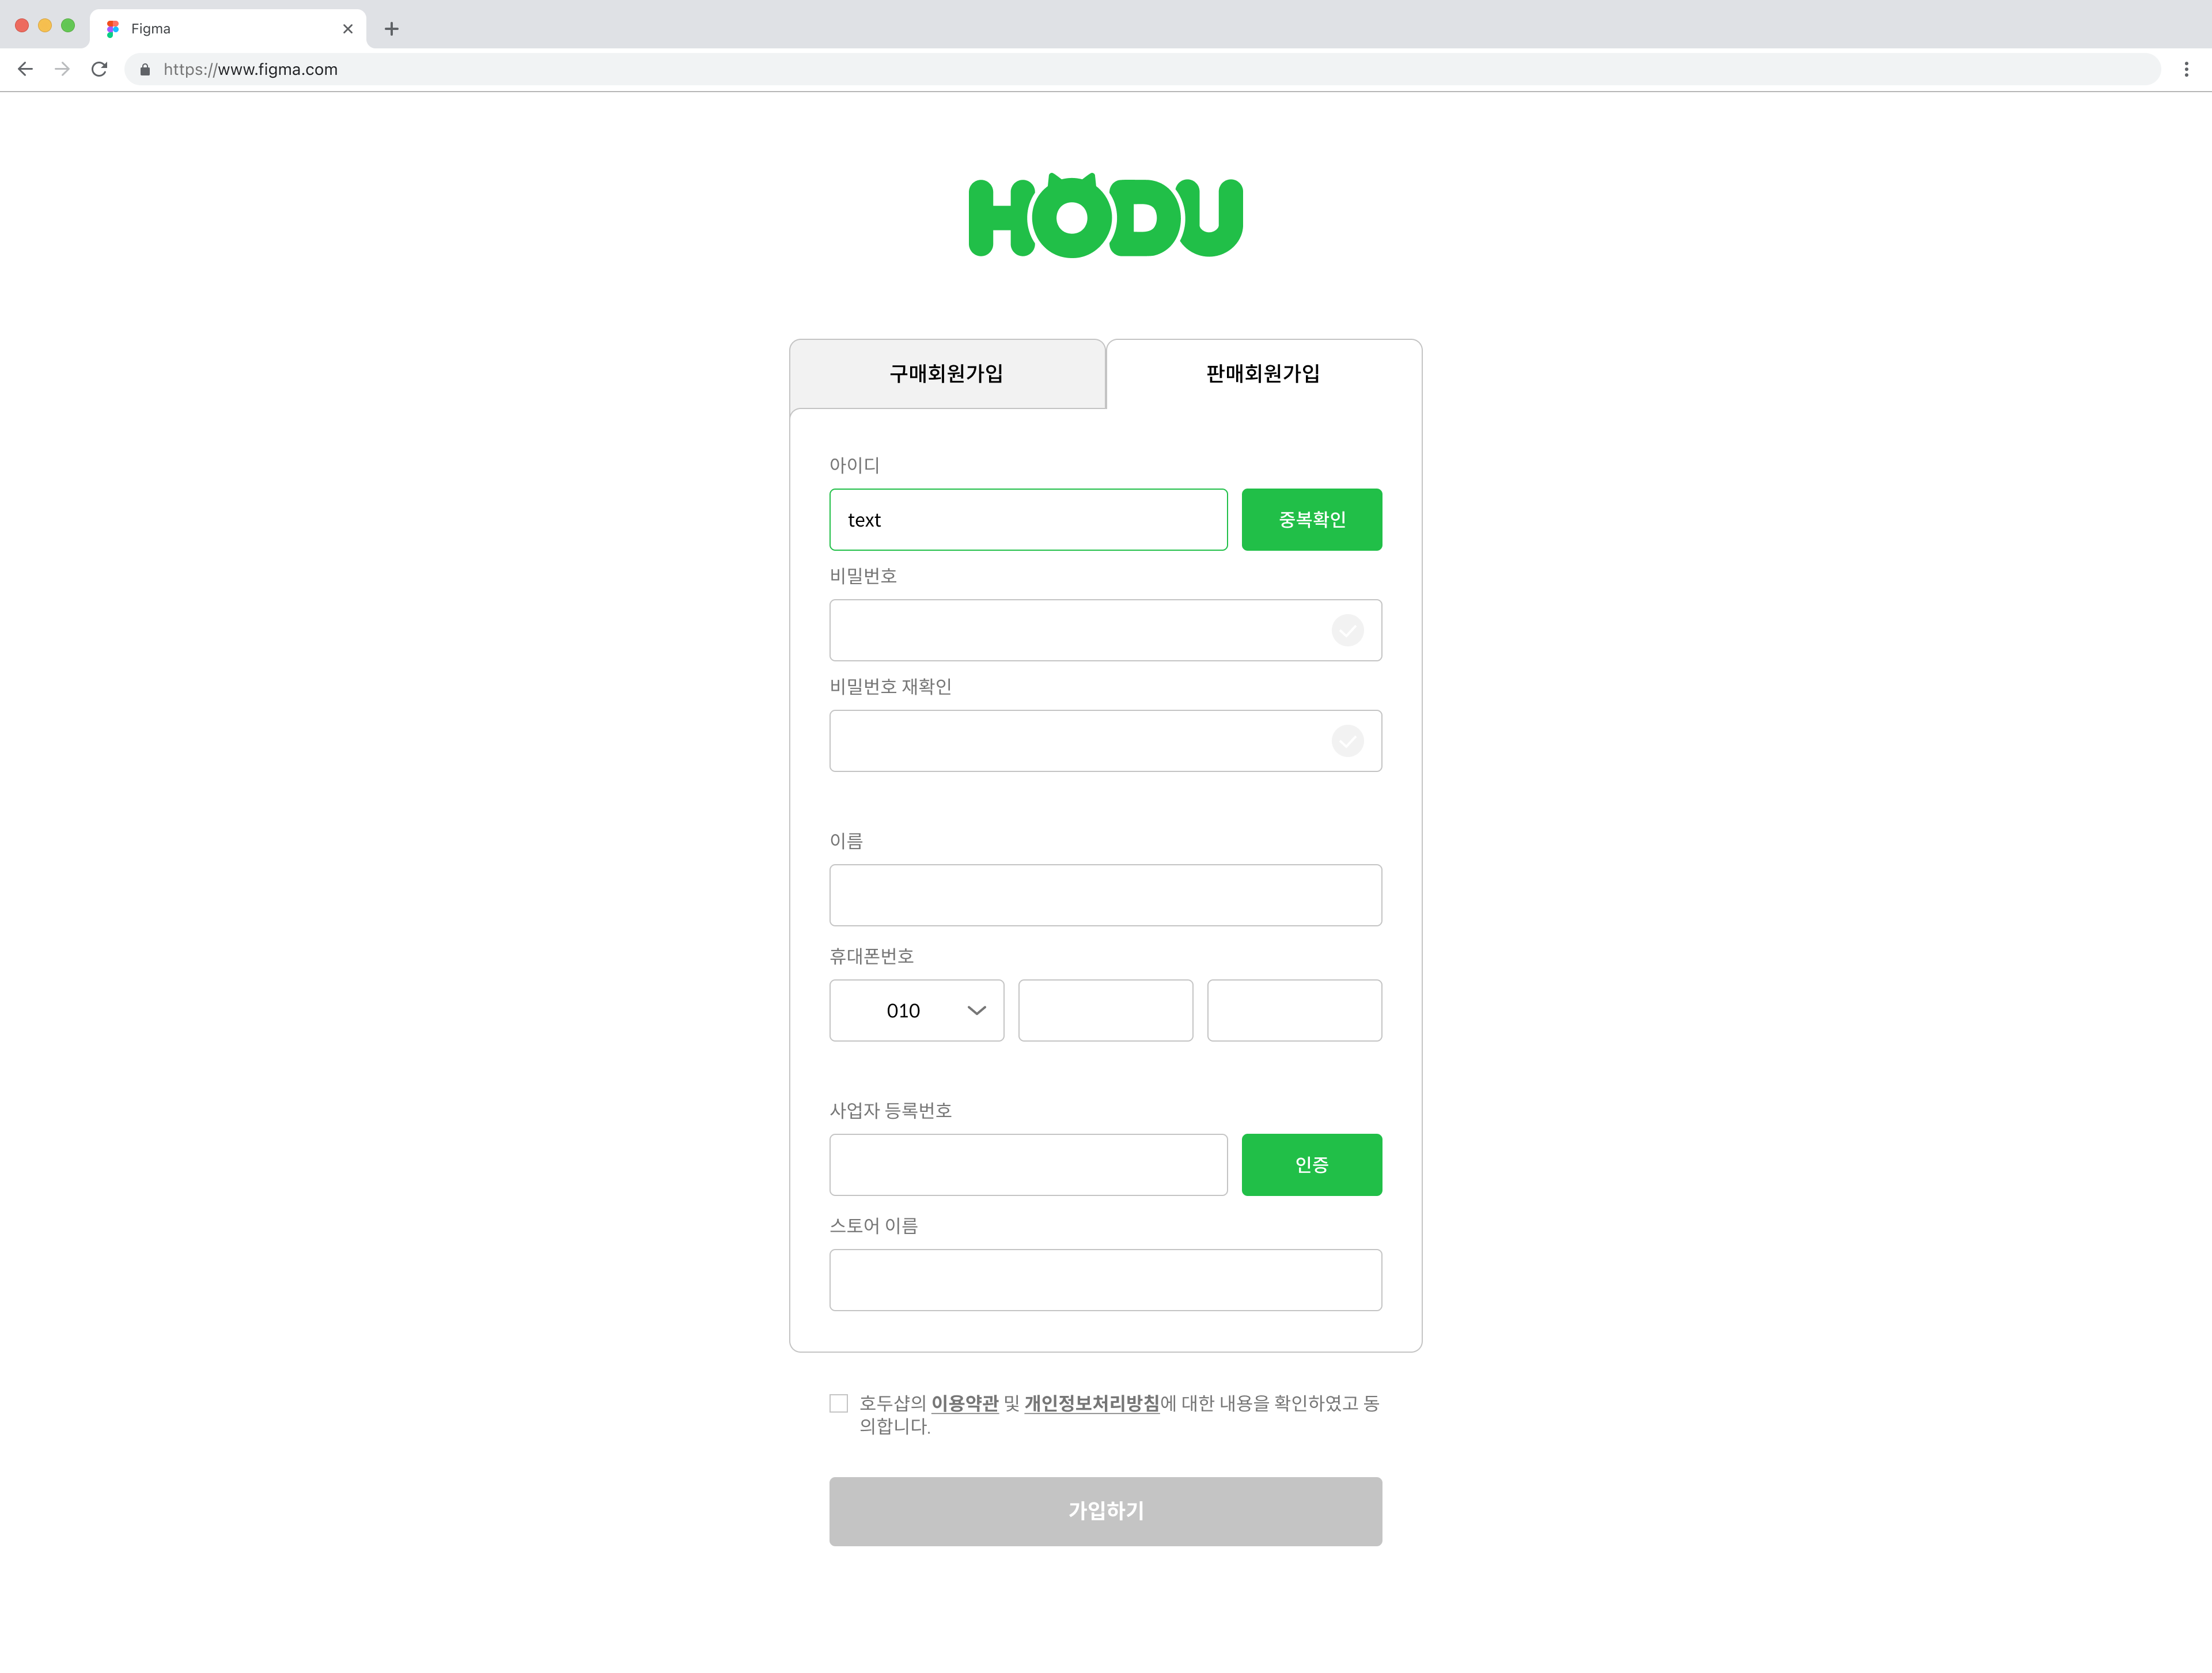 Figma
https://www.figma.com
HODU
구매회원가입
판매회원가입
아이디
text
중복확인
비밀번호
비밀번호 재확인
이름
휴대폰번호
010
사업자 등록번호
인증
스토어 이름
호두샵의 이용약관 및 개인정보처리방침에 대한 내용을 확인하였고 동
의합니다.
가입하기